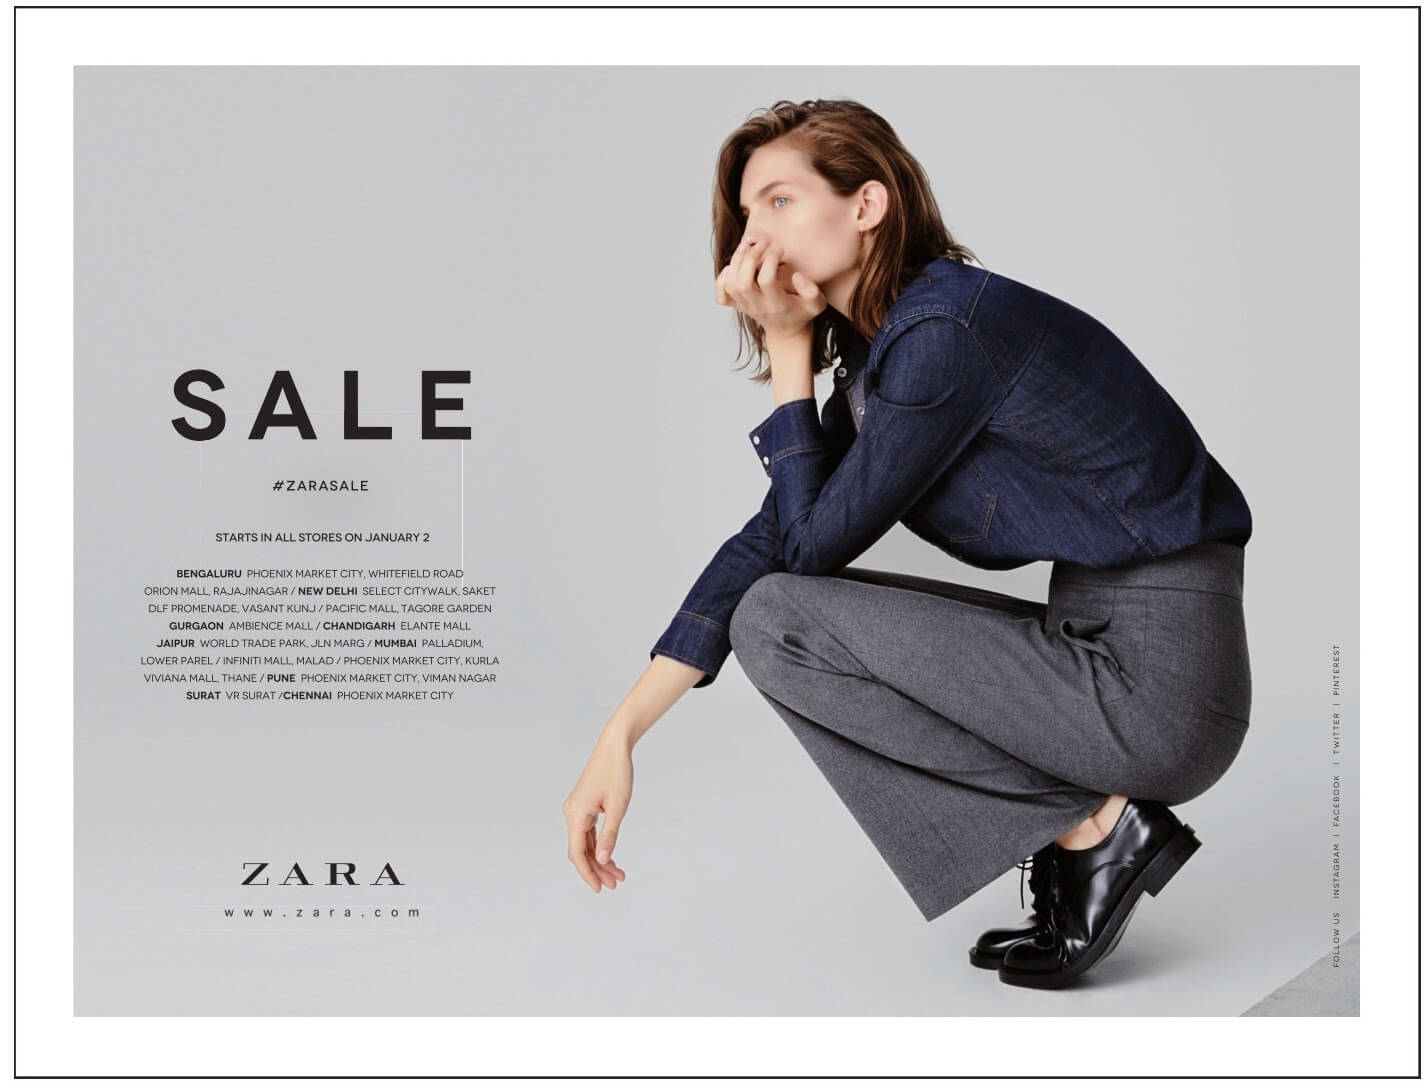 SALE
#ZARASALE
STARTS IN ALL STORES ON JANUARY 2
BENGALURU PHOENIX MARKET CITY, WHITEFIELD ROAD
ORION MALL, RAJAJINAGAR / NEW DELHI SELECT CITYWALK, SAKET
DLF PROMENADE, VASANT KUNJ / PACIFIC MALL, TAGORE GARDEN
GURGAON AMBIENCE MALL / CHANDIGARH ELANTE MALL
JAIPUR WORLD TRADE PARK, JLN MARG / MUMBAI PALLADIUM,
LOWER PAREL / INFINITI MALL, MALAD / PHOENIX MARKET CITY, KURLA
VIVIANA MALL, THANE / PUNE PHOENIX MARKET CITY, VIMAN NAGAR
SURAT VR SURAT /CHENNAI PHOENIX MARKET CITY
ZARA
www.zara.com
FOLLOW US INSTAGRAM | FACEBOOK | TWITTER | PINTEREST